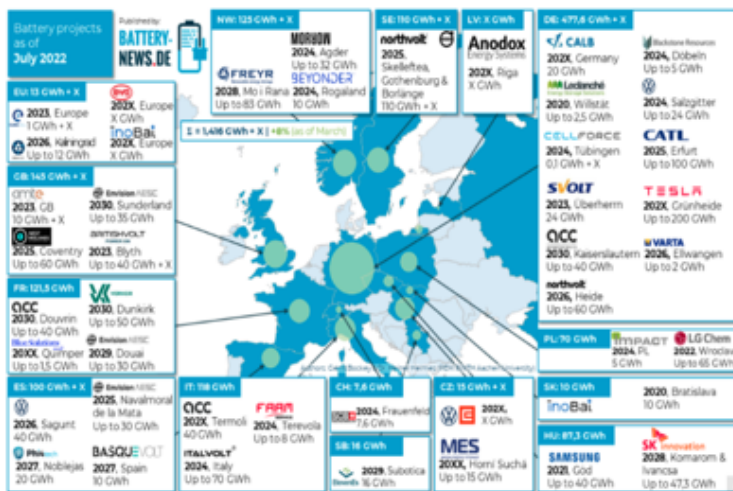 Battery projects
as of
July 2022
Published by:
BATTERY-
NEWS.DE
EU: 13 GWh + X
2023, Europe
1 GWh + X
BYD
202X, Europe
X GWh
2026, Kaliningrad
Up to 12 GWh
inoBat
202X, Europe
X GWh
GB: 145 GWh + X
amte
2023, GB
10 GWh + X
Envision AESC
2030, Sunderland
Up to 35 GWh
2025, Coventry
Up to 60 GWh
BRITISHVOLT
2023, Blyth
Up to 40 GWh + X
FR: 121,5 GWh
acc
2030, Douvrin
Up to 40 GWh
VERKOR
2030, Dunkirk
Up to 50 GWh
Blue Solutions
20XX, Quimper
Up to 1,5 GWh
Envision AESC
2029, Douai
Up to 30 GWh
ES: 100 GWh + X
2026, Sagunt
40 GWh
Envision AESC
2025, Navalmoral
de la Mata
Up to 30 GWh
Phi4tech
2027, Noblejas
20 GWh
BASQUEVOLT
2027, Spain
10 GWh
NW: 125 GWh + X
FREYR
2028, Mo i Rana
Up to 83 GWh
MORROW
2024, Agder
Up to 32 GWh
BEYONDER
2024, Rogaland
10 GWh
SE: 110 GWh + X
northvolt
2025,
Skelleftea,
Gothenburg &
Borlänge
110 GWh + X
LV: X GWh
Anodox
Energy Systems
202X, Riga
X GWh
Σ = 1,416 GWh + X | +8% (as of March)
DE: 477,6 GWh + X
CALB
202X, Germany
20 GWh
Blackstone Resources
2024, Döbeln
Up to 5 GWh
Leclanché
2020, Willstät
Up to 2,5 GWh
2024, Salzgitter
Up to 24 GWh
CELLFORCE
2024, Tübingen
0,1 GWh + X
CATL
2025, Erfurt
Up to 100 GWh
SVOLT
2023, Überherrn
24 GWh
TESLA
202X, Grünheide
Up to 200 GWh
acc
2030, Kaiserslautern
Up to 40 GWh
VARTA
2026, Ellwangen
Up to 2 GWh
northvolt
2026, Heide
Up to 60 GWh
PL: 70 GWh
IMPACT
2024, PL
5 GWh
LG Chem
2022, Wroclaw
Up to 65 GWh
SK: 10 GWh
inoBat
2020, Bratislava
10 GWh
HU: 87,3 GWh
SAMSUNG
2021, Göd
Up to 40 GWh
SK innovation
2028, Komarom &
Ivancsa
Up to 47,3 GWh
IT: 118 GWh
acc
202X, Termoli
40 GWh
FAAM
2024, Terevola
Up to 8 GWh
ITALVOLT
2024, Italy
Up to 70 GWh
CH: 7,6 GWh
2024, Frauenfeld
7,6 GWh
SB: 16 GWh
ElevenEs
2029, Subotica
16 GWh
CZ: 15 GWh + X
202X,
X GWh
MES
20XX, Horní Suchá
Up to 15 GWh